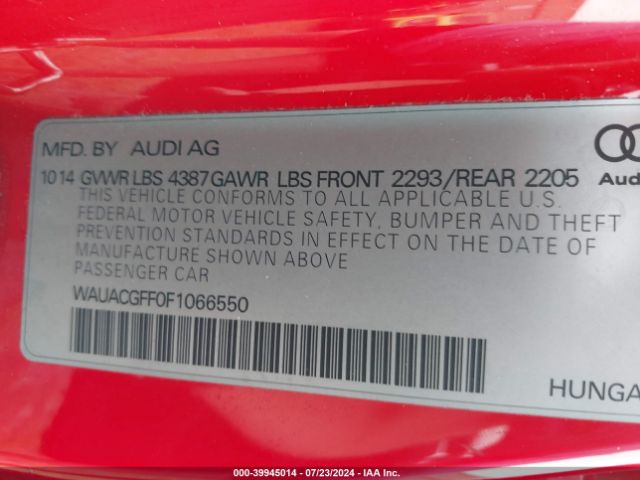 MFD. BY AUDI AG
1014 GVWR LBS 4387 GAWR LBS FRONT 2293/REAR 2205
THIS VEHICLE CONFORMS TO ALL APPLICABLE U.S.
FEDERAL MOTOR VEHICLE SAFETY, BUMPER AND THEFT
PREVENTION STANDARDS IN EFFECT ON THE DATE OF
MANUFACTURE SHOWN ABOVE
PASSENGER CAR
WAUACGFF0F1066550
Aud
HUNGA
000-39945014 - 07/23/2024 - IAA Inc.